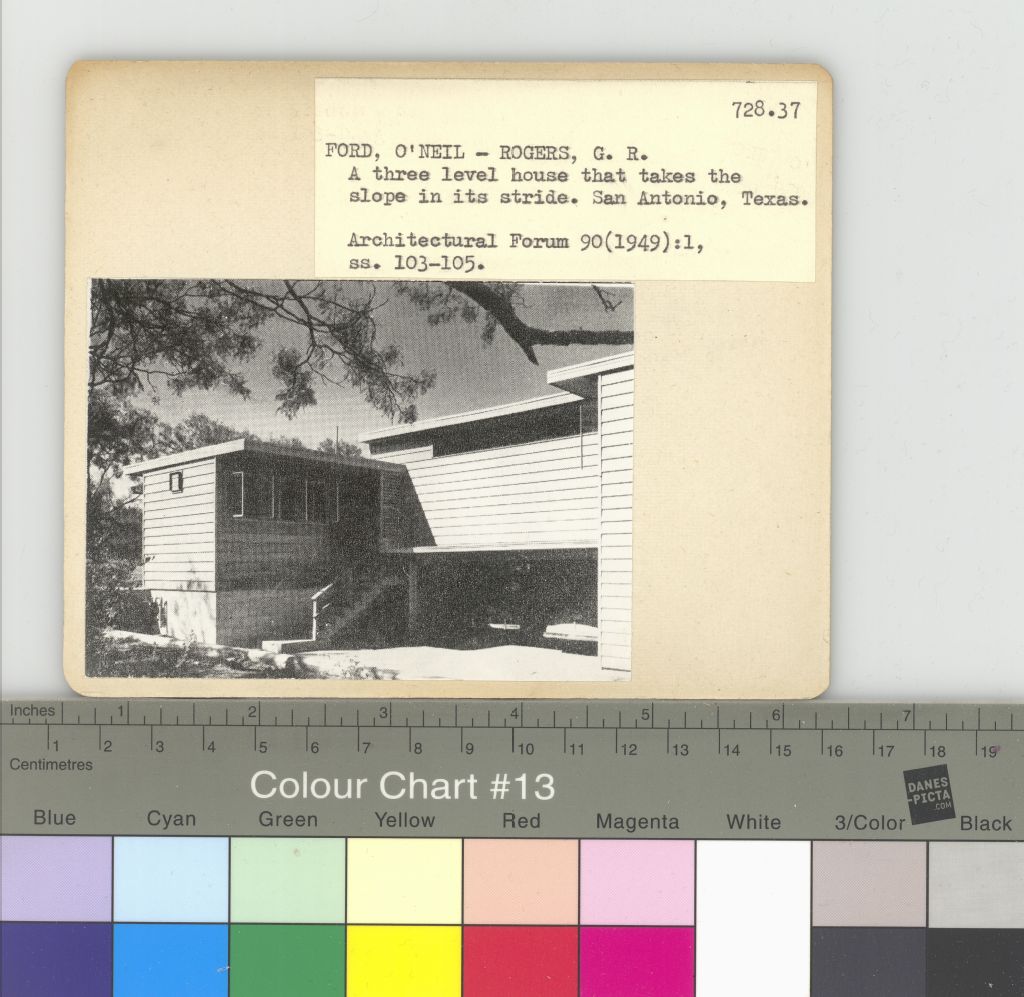 728.37
FORD, O'NEIL - ROGERS, G. R.
A three level house that takes the
slope in its stride. San Antonio, Texas.
Architectural Forum 90(1949):1,
ss. 103-105.
Inches 1 2 3 4 5 6 7
1 2 3 4 5 6 7 8 9 10 11 12 13 14 15 16 17 18 19
Centimetres
Colour Chart #13
DANES
-PICTA
.COM
Blue Cyan Green Yellow Red Magenta White 3/Color Black